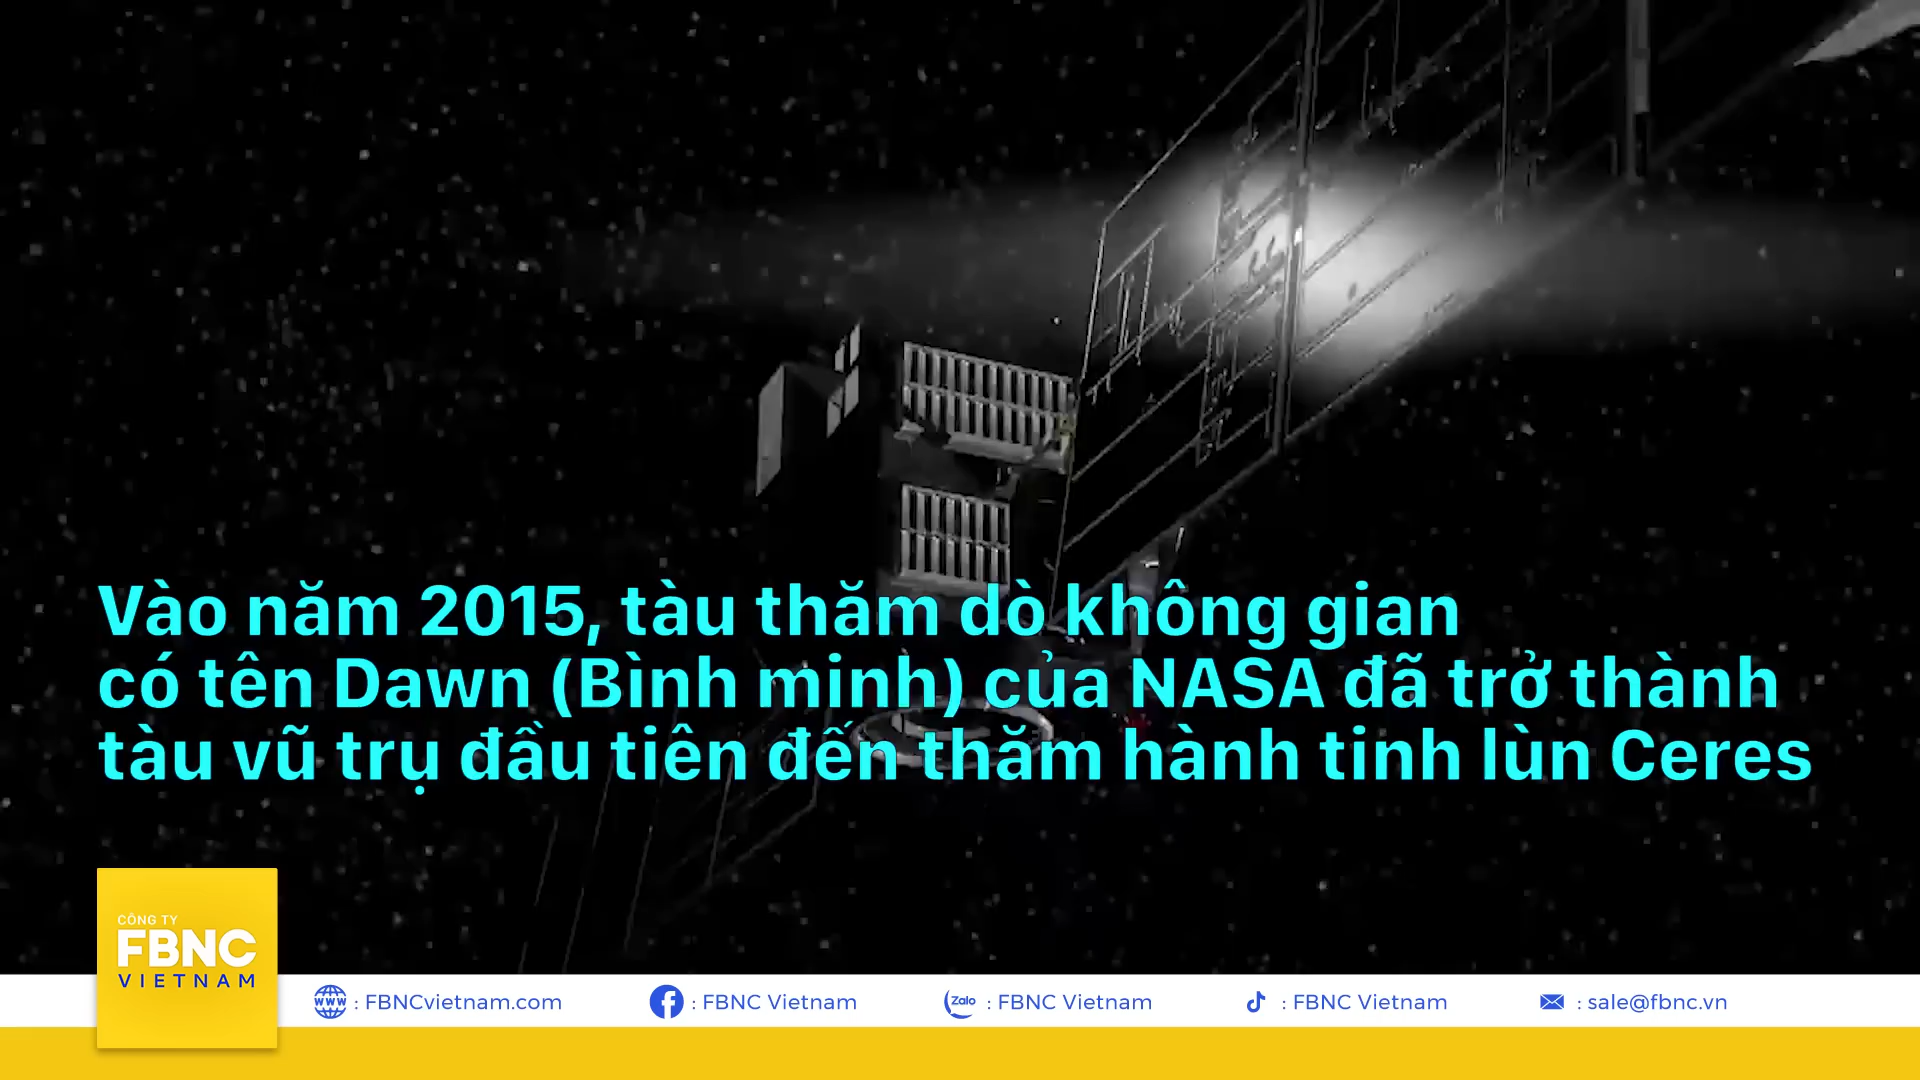 Vào năm 2015, tàu thăm dò không gian
có tên Dawn (Bình minh) của NASA đã trở thành
tàu vũ trụ đầu tiên đến thăm hành tinh lùn Ceres
CÔNG TY
FBNC
VIETNAM
www : FBNCvietnam.com
f : FBNC Vietnam
Zalo : FBNC Vietnam
: FBNC Vietnam
: sale@fbnc.vn